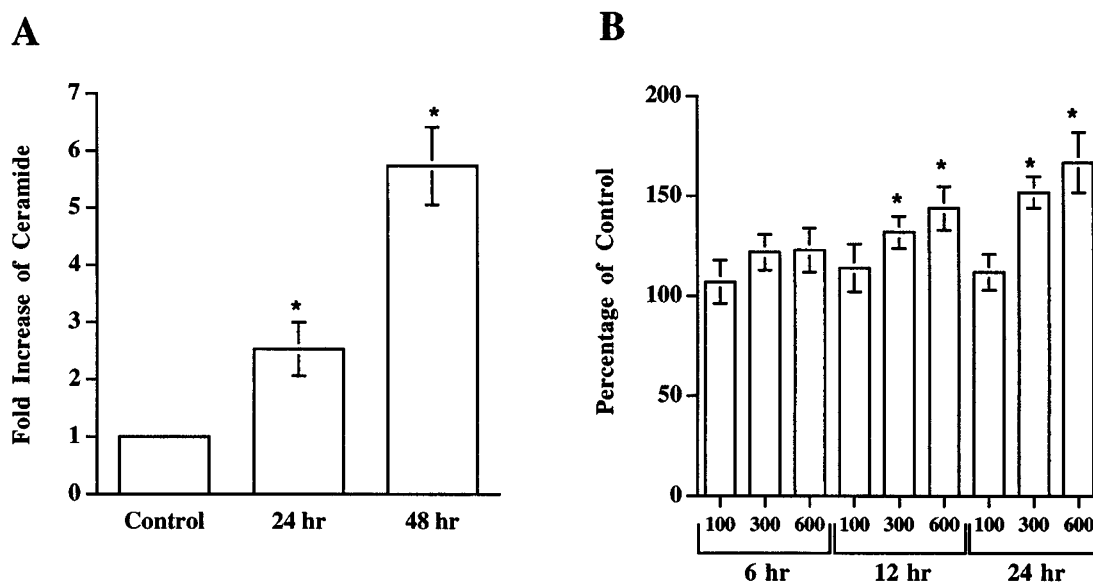 A
Fold Increase of Ceramide
7
6
5
4
3
2
1
0
*
*
Control 24 hr 48 hr
B
Percentage of Control
200
150
100
50
0
*
*
*
*
100 300 600 100 300 600 100 300 600
6 hr 12 hr 24 hr